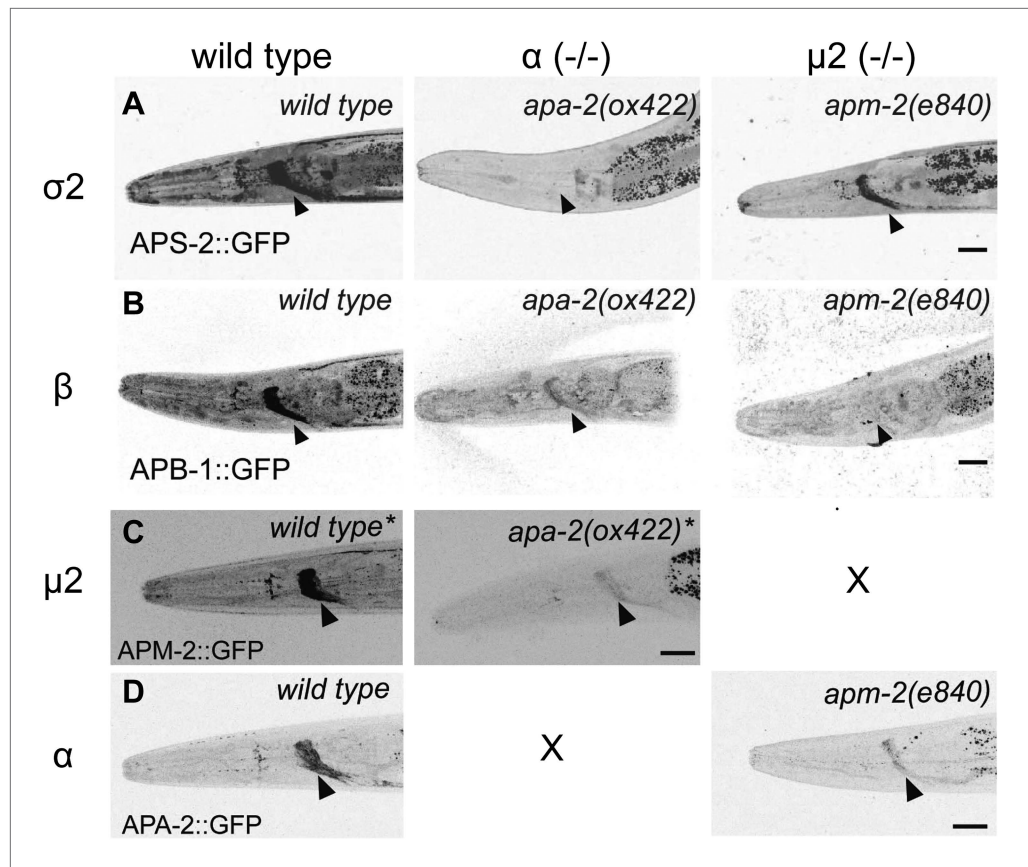 wild type α (-/-) μ2 (-/-)
A wild type apa-2(ox422) apm-2(e840)
σ2
APS-2::GFP
B wild type apa-2(ox422) apm-2(e840)
β
APB-1::GFP
C wild type* apa-2(ox422)*
μ2 X
APM-2::GFP
D wild type apm-2(e840)
α X
APA-2::GFP